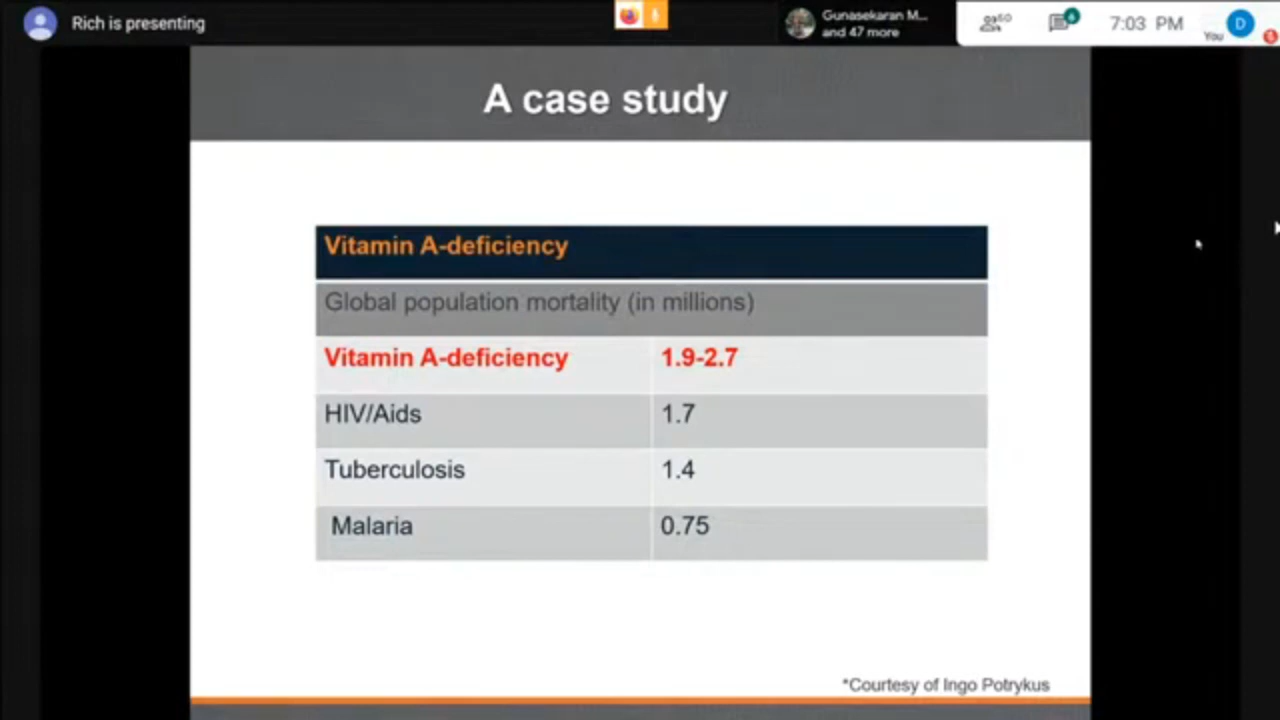 Rich is presenting
Gunasekaran M...
and 47 more
60
6
7:03 PM
You
D
A case study
Vitamin A-deficiency
Global population mortality (in millions)
Vitamin A-deficiency 1.9-2.7
HIV/Aids 1.7
Tuberculosis 1.4
Malaria 0.75
*Courtesy of Ingo Potrykus